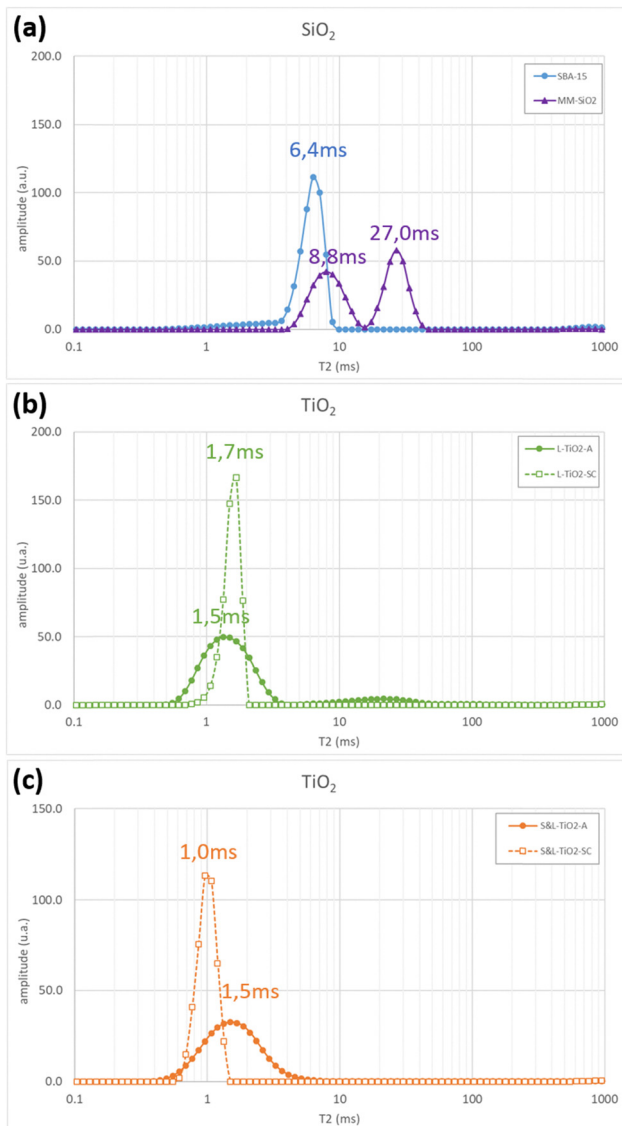 (a)
SiO₂
200.0
150.0
100.0
50.0
0.0
amplitude (a.u.)
SBA-15
MM-SiO2
6,4ms
8,8ms
27,0ms
0.1
1
10
100
1000
T2 (ms)
(b)
TiO₂
200.0
150.0
100.0
50.0
0.0
amplitude (u.a.)
L-TiO2-A
L-TiO2-SC
1,7ms
1,5ms
0.1
1
10
100
1000
T2 (ms)
(c)
TiO₂
150.0
100.0
50.0
0.0
amplitude (u.a.)
S&L-TiO2-A
S&L-TiO2-SC
1,0ms
1,5ms
0.1
1
10
100
1000
T2 (ms)